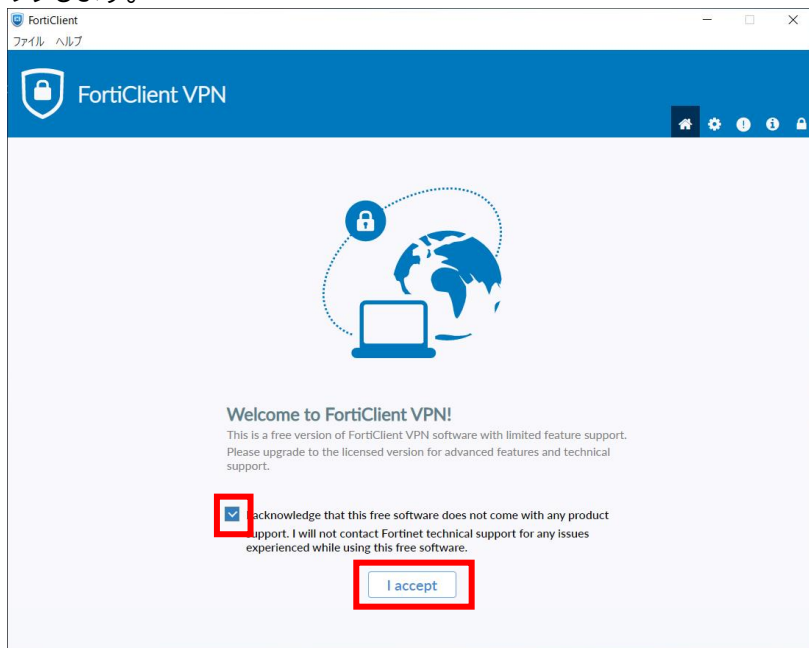 FortiClient
ファイル ヘルプ
FortiClient VPN
Welcome to FortiClient VPN!
This is a free version of FortiClient VPN software with limited feature support.
Please upgrade to the licensed version for advanced features and technical
support.
acknowledge that this free software does not come with any product
support. I will not contact Fortinet technical support for any issues
experienced while using this free software.
I accept